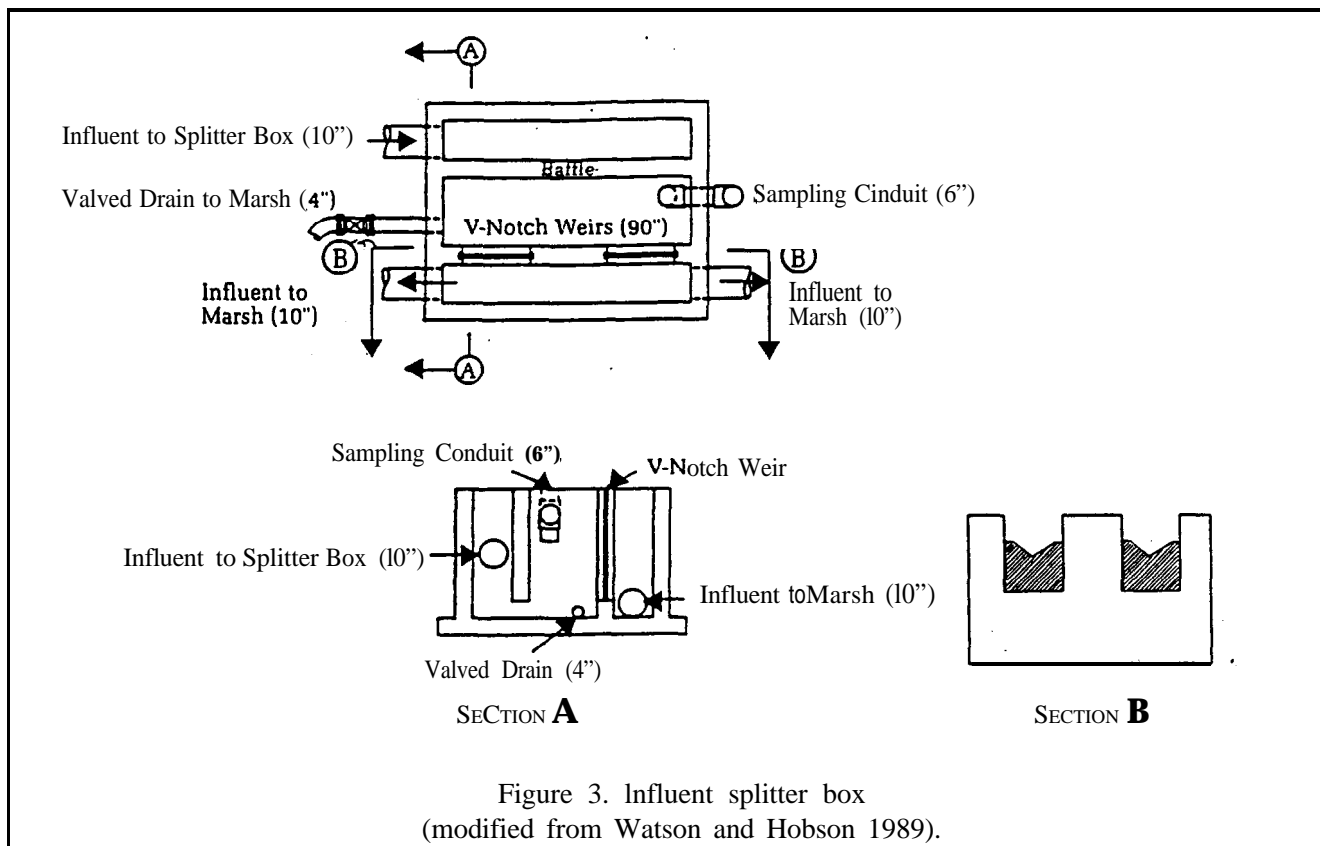 A
Influent to Splitter Box (10”)
Baffle
Valved Drain to Marsh (4")
Sampling Cinduit (6”)
V-Notch Weirs (90")
B
B
Influent to
Marsh (10")
Influent to
Marsh (l0”)
A
Sampling Conduit (6”)
V-Notch Weir
Influent to Splitter Box (l0”)
Influent to Marsh (l0”)
Valved Drain (4”)
SeCTION A
SECTION B
Figure 3. lnfluent splitter box
(modified from Watson and Hobson 1989).